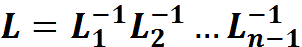 L = L₁⁻¹L₂⁻¹ … Lₙ₋₁⁻¹